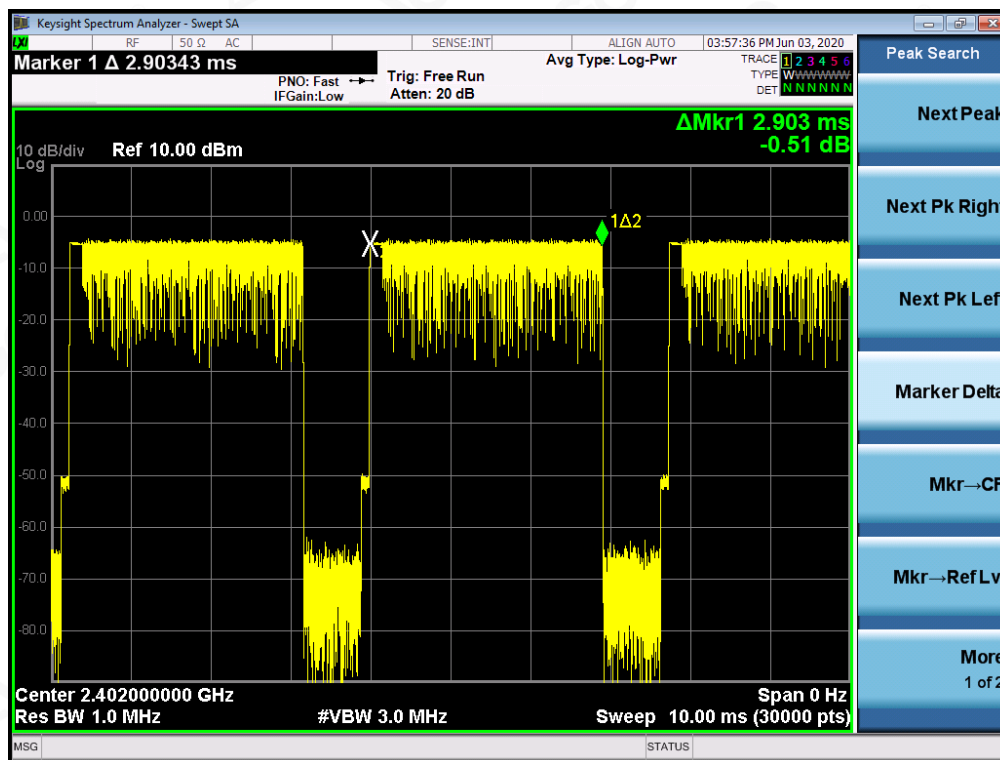 Keysight Spectrum Analyzer - Swept SA
LXI RF 50 Ω AC SENSE:INT ALIGN AUTO 03:57:36 PM Jun 03, 2020
Marker 1 Δ 2.90343 ms
PNO: Fast
IFGain:Low
Trig: Free Run
Atten: 20 dB
Avg Type: Log-Pwr
TRACE 1 2 3 4 5 6
TYPE WWWWWW
DET N N N N N N
ΔMkr1 2.903 ms
-0.51 dB
10 dB/div Ref 10.00 dBm
Log
0.00
-10.0
-20.0
-30.0
-40.0
-50.0
-60.0
-70.0
-80.0
1Δ2
Center 2.402000000 GHz Span 0 Hz
Res BW 1.0 MHz #VBW 3.0 MHz Sweep 10.00 ms (30000 pts)
MSG STATUS
Peak Search
Next Peak
Next Pk Right
Next Pk Left
Marker Delta
Mkr→CF
Mkr→Ref Lv
More
1 of 2